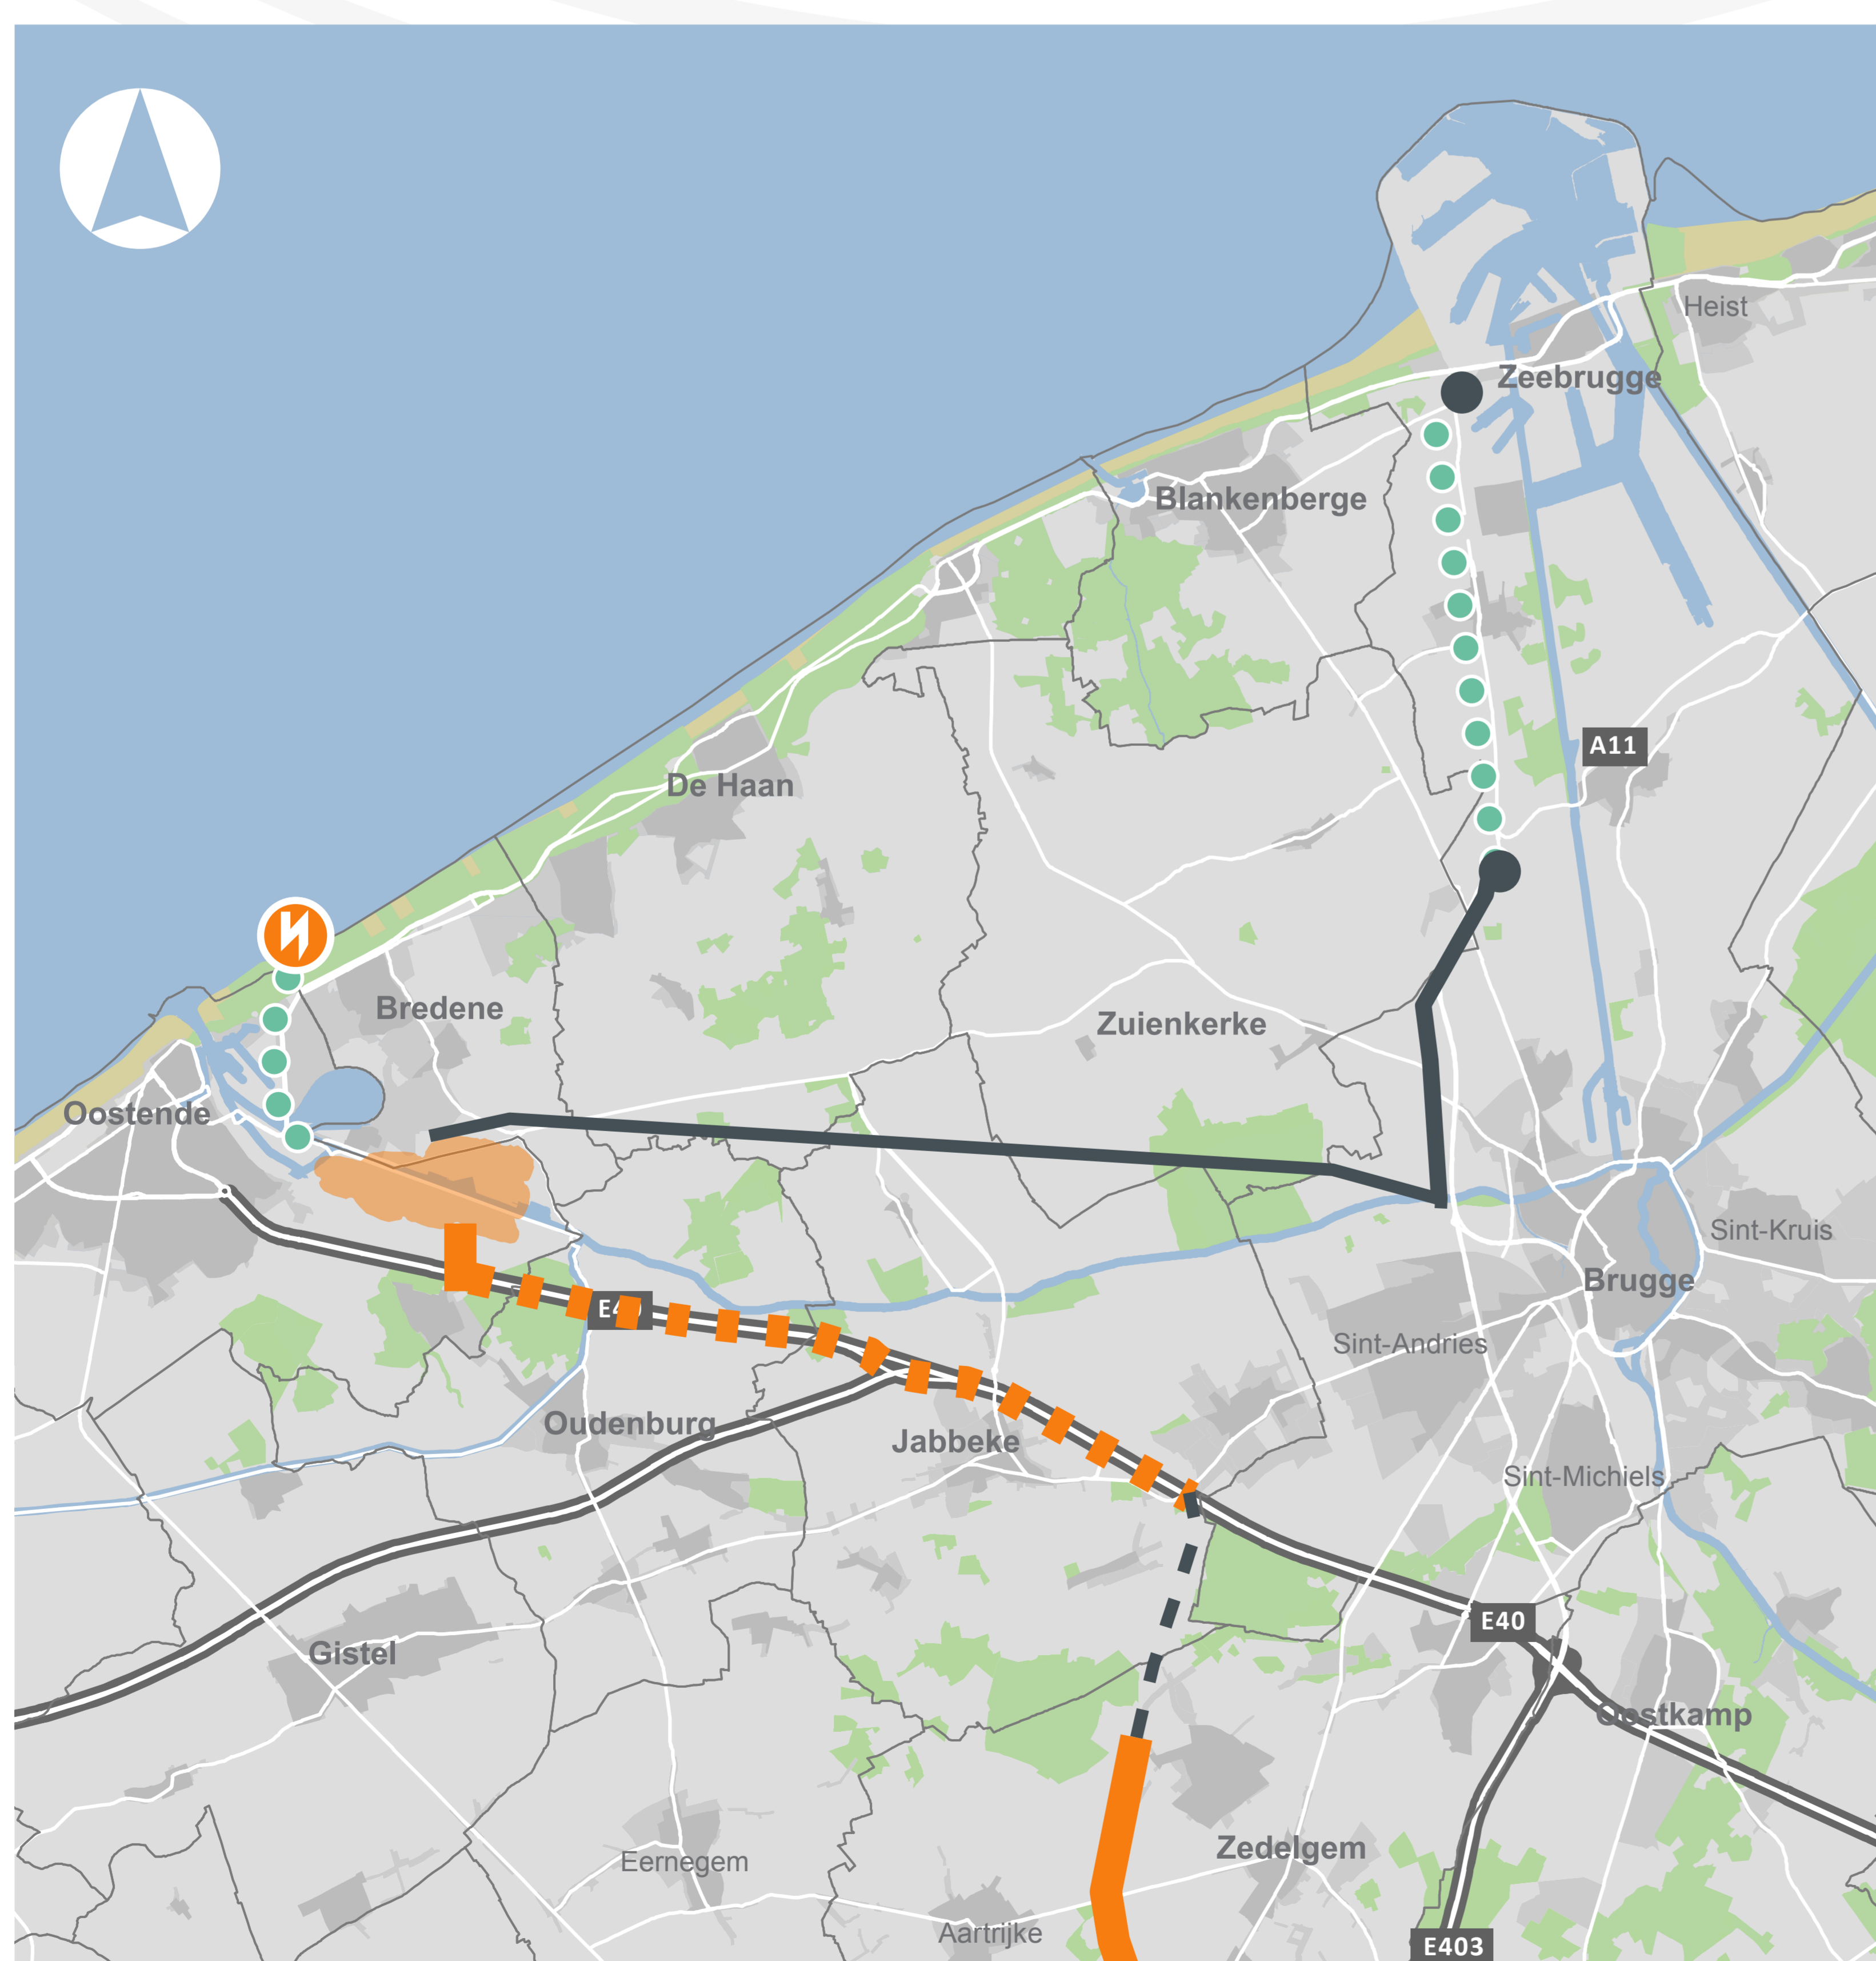 Heist
Zeebrugge
Blankenberge
A11
De Haan
Bredene
Zuienkerke
Oostende
Sint-Kruis
Brugge
E40
Sint-Andries
Oudenburg
Jabbeke
Sint-Michiels
E40
Gistel
Oostkamp
Zedelgem
Eernegem
Aartrijke
E403